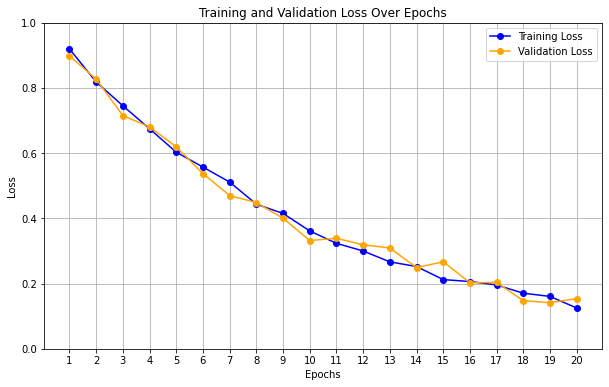 Training and Validation Loss Over Epochs
Training Loss
Validation Loss
Loss
1.0
0.8
0.6
0.4
0.2
0.0
1 2 3 4 5 6 7 8 9 10 11 12 13 14 15 16 17 18 19 20
Epochs